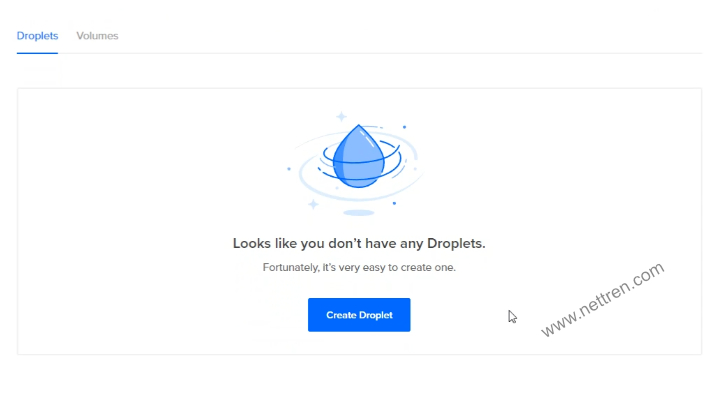 Droplets Volumes
Looks like you don't have any Droplets.
Fortunately, it's very easy to create one.
Create Droplet
www.nettren.com